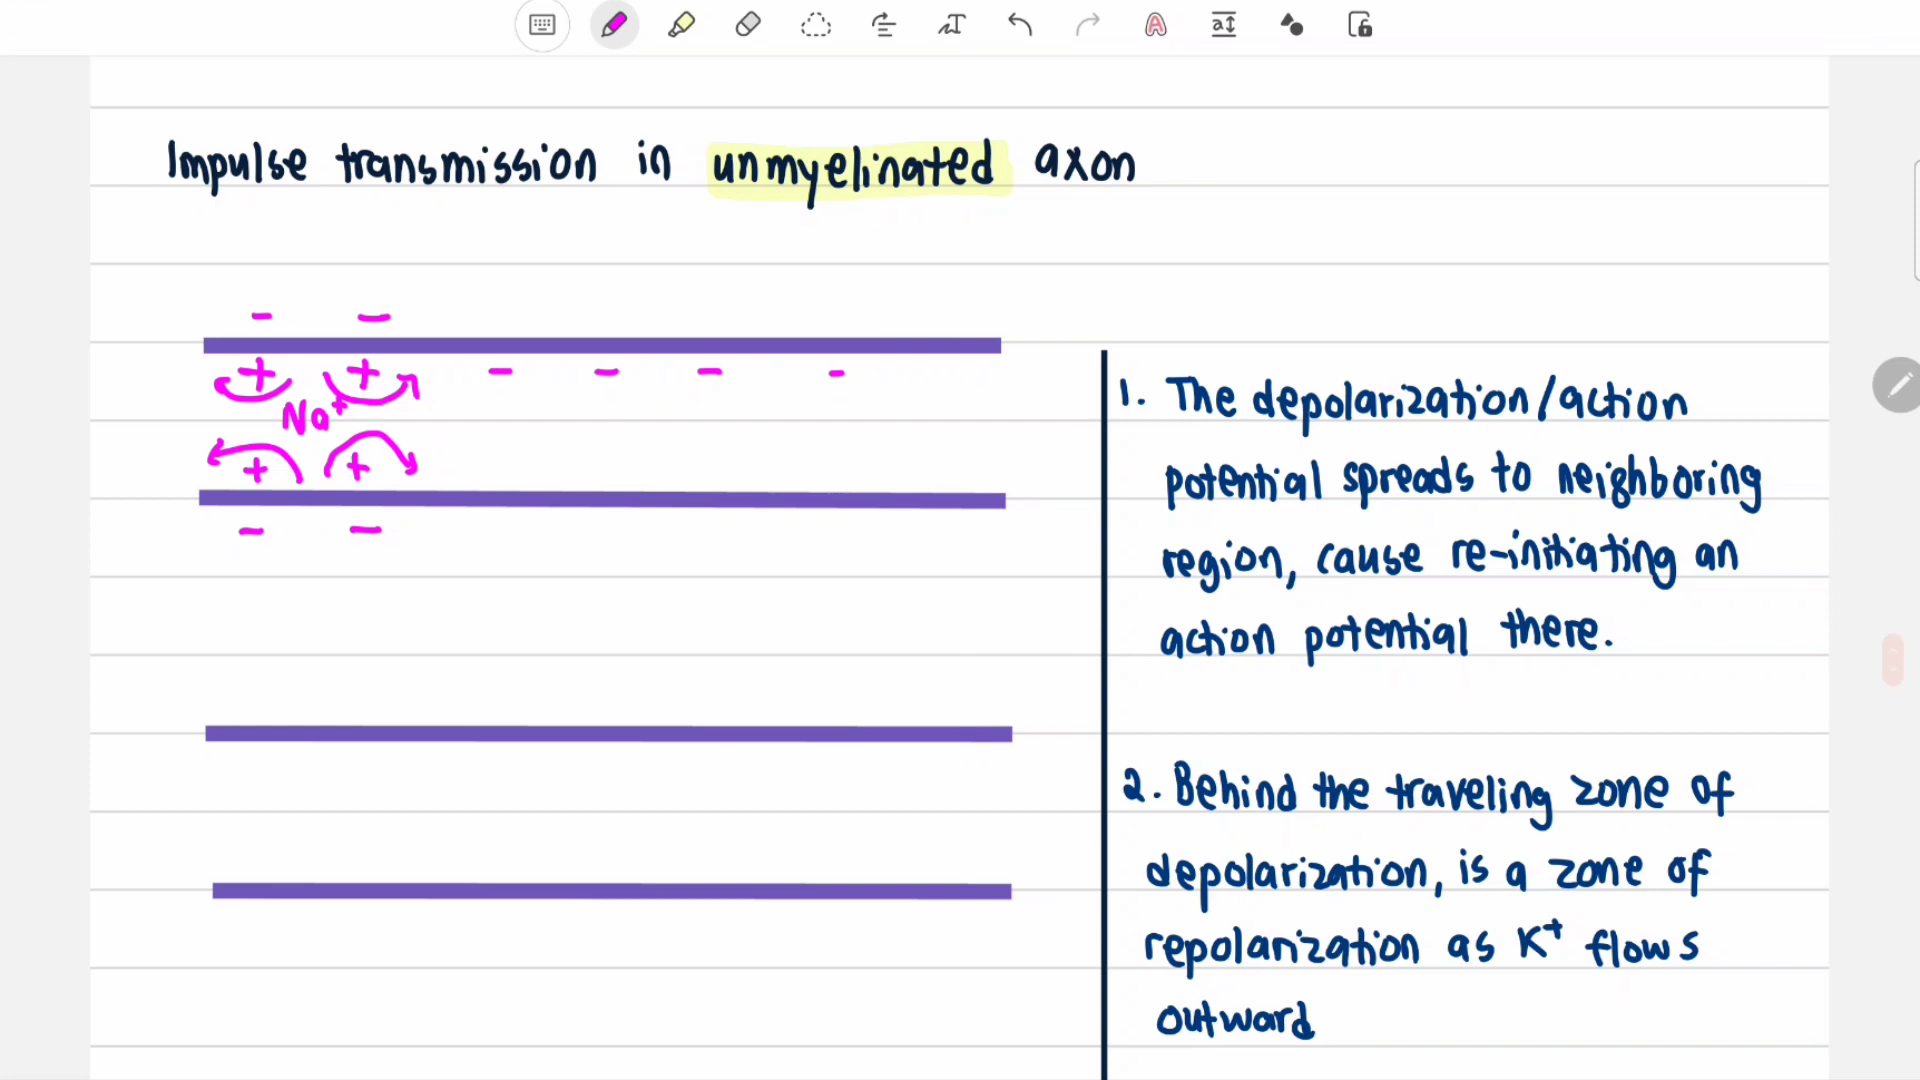 Impulse transmission in unmyelinated axon
- -
+ + - - - -
Na+
+ +
- -
1. The depolarization/action
potential spreads to neighboring
region, cause re-initiating an
action potential there.
2. Behind the traveling zone of
depolarization, is a zone of
repolarization as K+ flows
outward